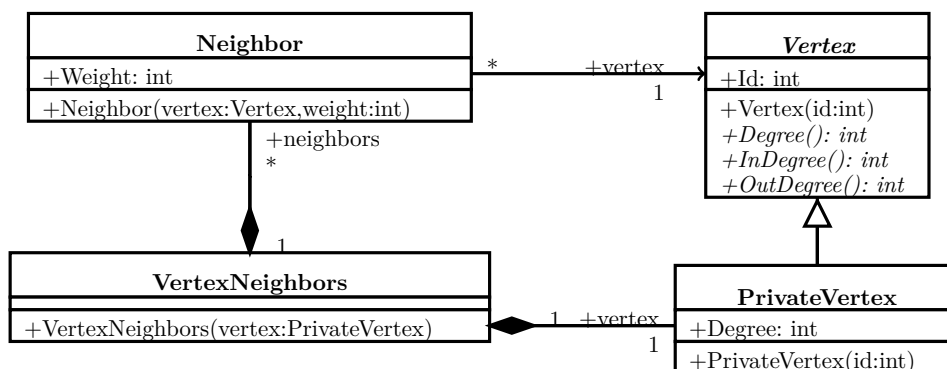 Neighbor
+Weight: int
+Neighbor(vertex:Vertex,weight:int)
* +vertex
1
Vertex
+Id: int
+Vertex(id:int)
+Degree(): int
+InDegree(): int
+OutDegree(): int
+neighbors
*
1
VertexNeighbors
+VertexNeighbors(vertex:PrivateVertex)
1 +vertex
1
PrivateVertex
+Degree: int
+PrivateVertex(id:int)